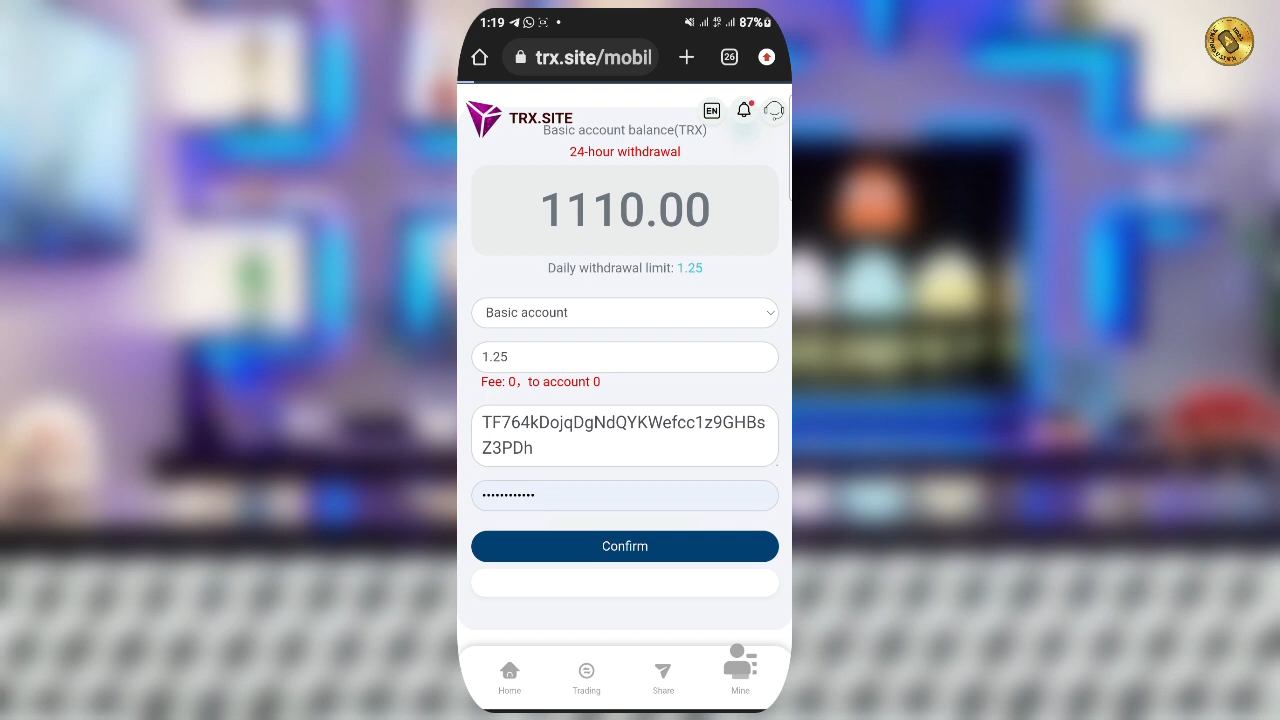 1:19 87%
26
trx.site/mobil
TRX.SITE
EN
Basic account balance(TRX)
24-hour withdrawal
1110.00
Daily withdrawal limit: 1.25
Basic account
1.25
Fee: 0，to account 0
TF764kDojqDgNdQYKWefcc1z9GHBs
Z3PDh
••••••••••••
Confirm
Home Trading Share Mine